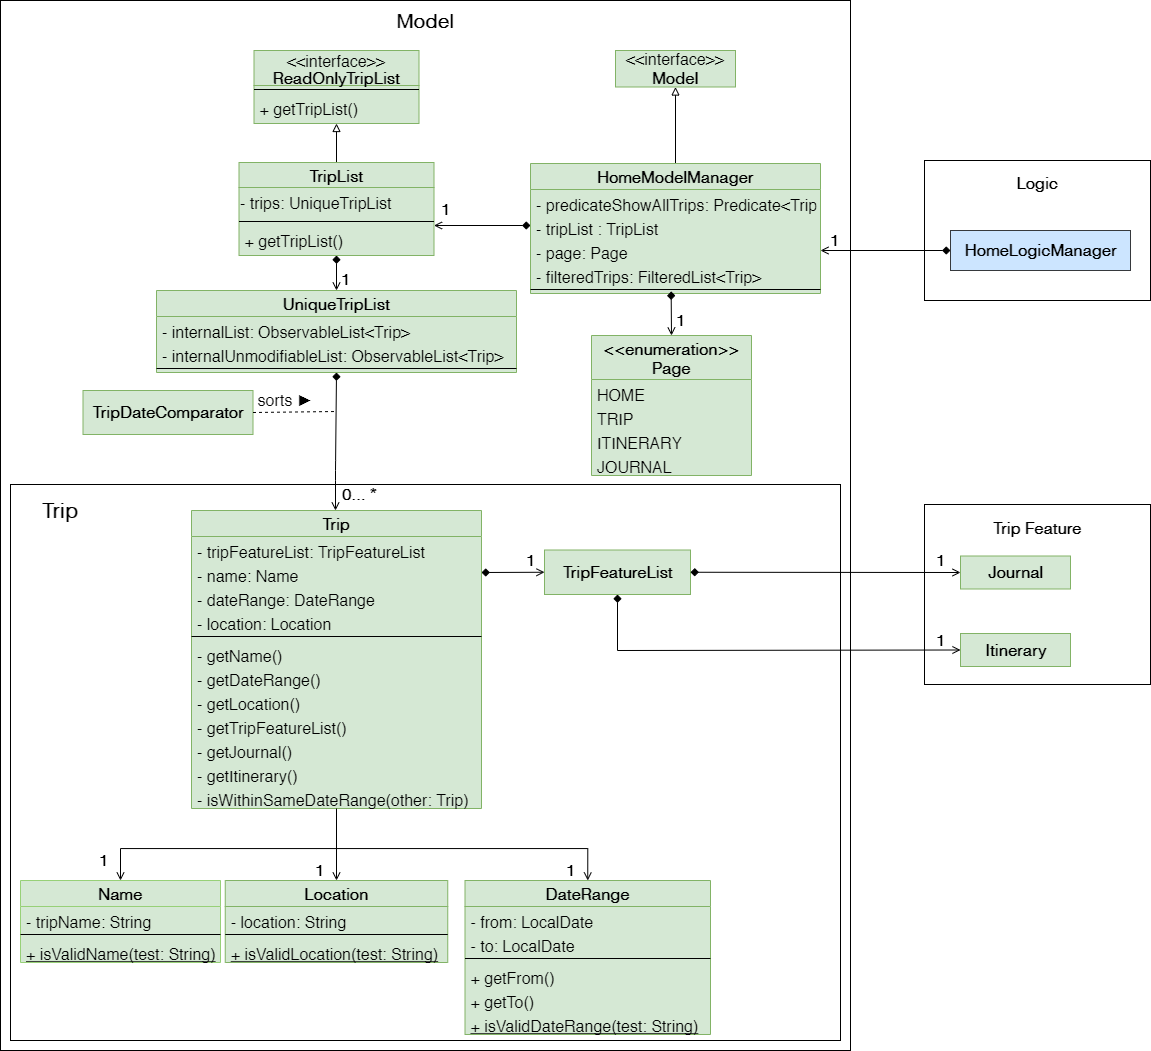 Model
<<interface>>
ReadOnlyTripList
+ getTripList()
<<interface>>
Model
TripList
- trips: UniqueTripList
+ getTripList()
1
HomeModelManager
- predicateShowAllTrips: Predicate<Trip
- tripList : TripList
- page: Page
- filteredTrips: FilteredList<Trip>
1
Logic
HomeLogicManager
1
UniqueTripList
- internalList: ObservableList<Trip>
- internalUnmodifiableList: ObservableList<Trip>
1
<<enumeration>>
Page
HOME
TRIP
ITINERARY
JOURNAL
TripDateComparator
sorts ►
0... *
Trip
Trip
- tripFeatureList: TripFeatureList
- name: Name
- dateRange: DateRange
- location: Location
- getName()
- getDateRange()
- getLocation()
- getTripFeatureList()
- getJournal()
- getItinerary()
- isWithinSameDateRange(other: Trip)
1
TripFeatureList
Trip Feature
1
Journal
1
Itinerary
1
Name
- tripName: String
+ isValidName(test: String)
1
Location
- location: String
+ isValidLocation(test: String)
1
DateRange
- from: LocalDate
- to: LocalDate
+ getFrom()
+ getTo()
+ isValidDateRange(test: String)